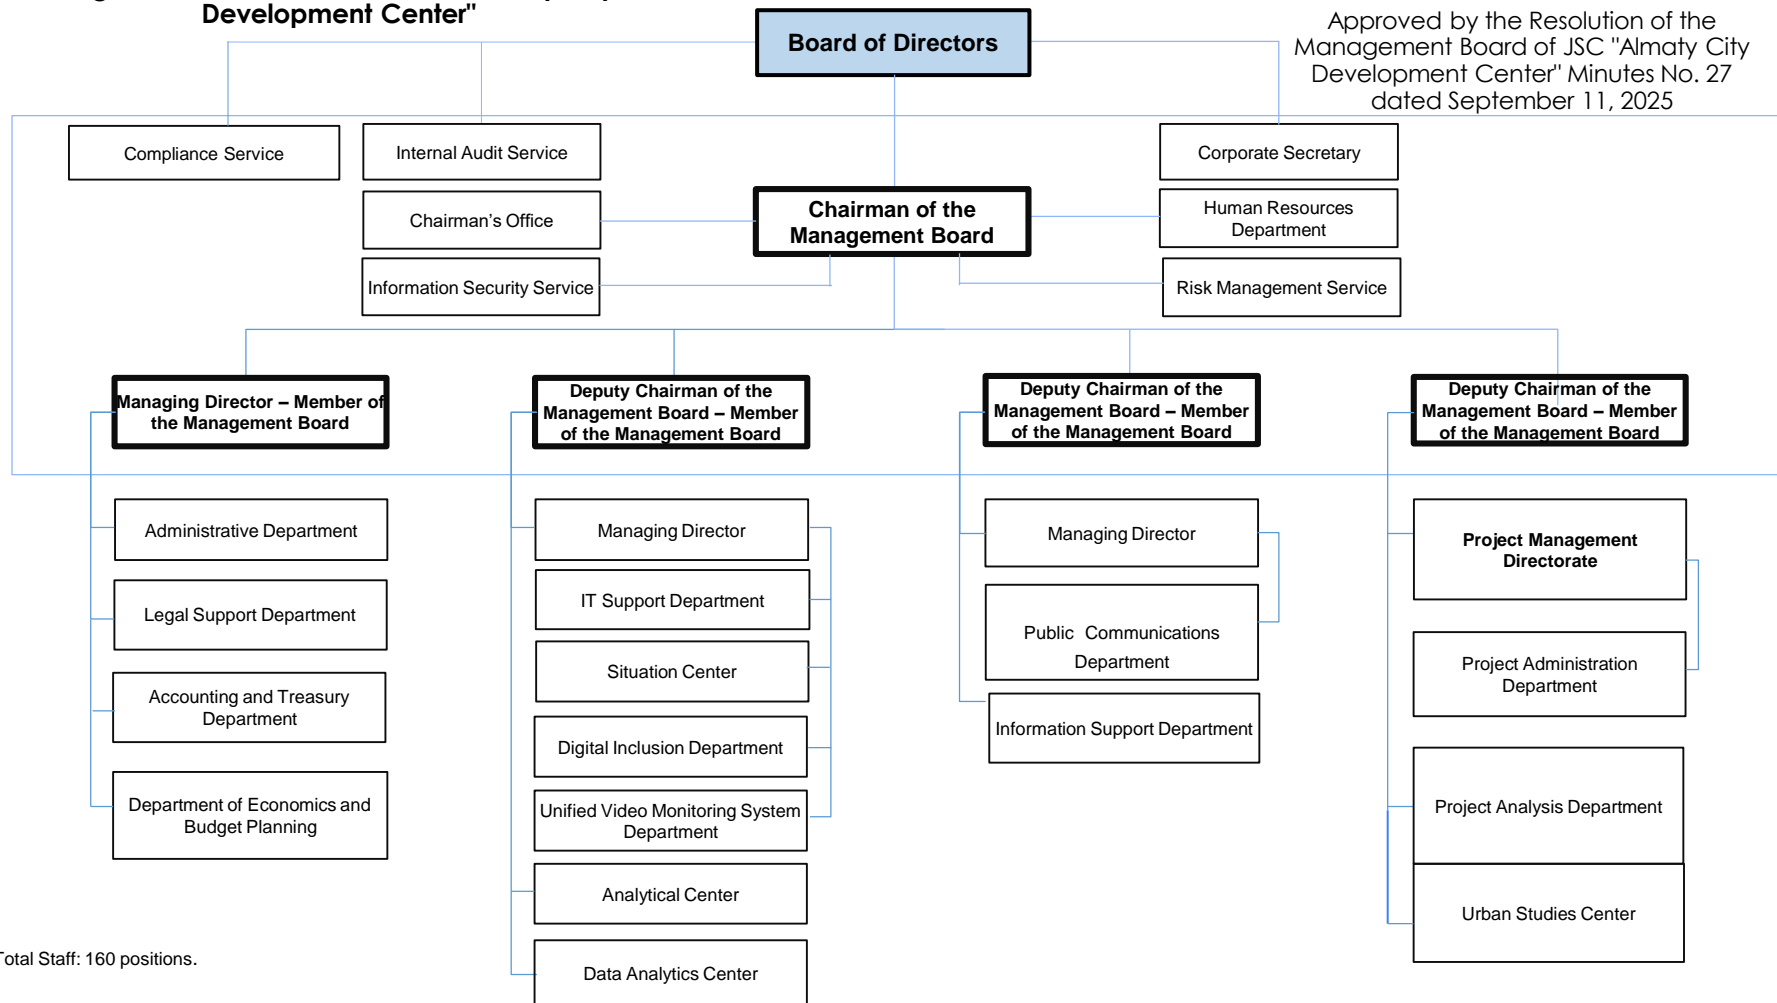 Development Center"
Approved by the Resolution of the
Management Board of JSC "Almaty City
Development Center" Minutes No. 27
dated September 11, 2025
Board of Directors
Compliance Service
Internal Audit Service
Corporate Secretary
Chairman's Office
Chairman of the
Management Board
Human Resources
Department
Information Security Service
Risk Management Service
Managing Director – Member of
the Management Board
Deputy Chairman of the
Management Board – Member
of the Management Board
Deputy Chairman of the
Management Board – Member
of the Management Board
Deputy Chairman of the
Management Board – Member
of the Management Board
Administrative Department
Legal Support Department
Accounting and Treasury
Department
Department of Economics and
Budget Planning
Managing Director
IT Support Department
Situation Center
Digital Inclusion Department
Unified Video Monitoring System
Department
Analytical Center
Data Analytics Center
Managing Director
Public Communications
Department
Information Support Department
Project Management
Directorate
Project Administration
Department
Project Analysis Department
Urban Studies Center
Total Staff: 160 positions.